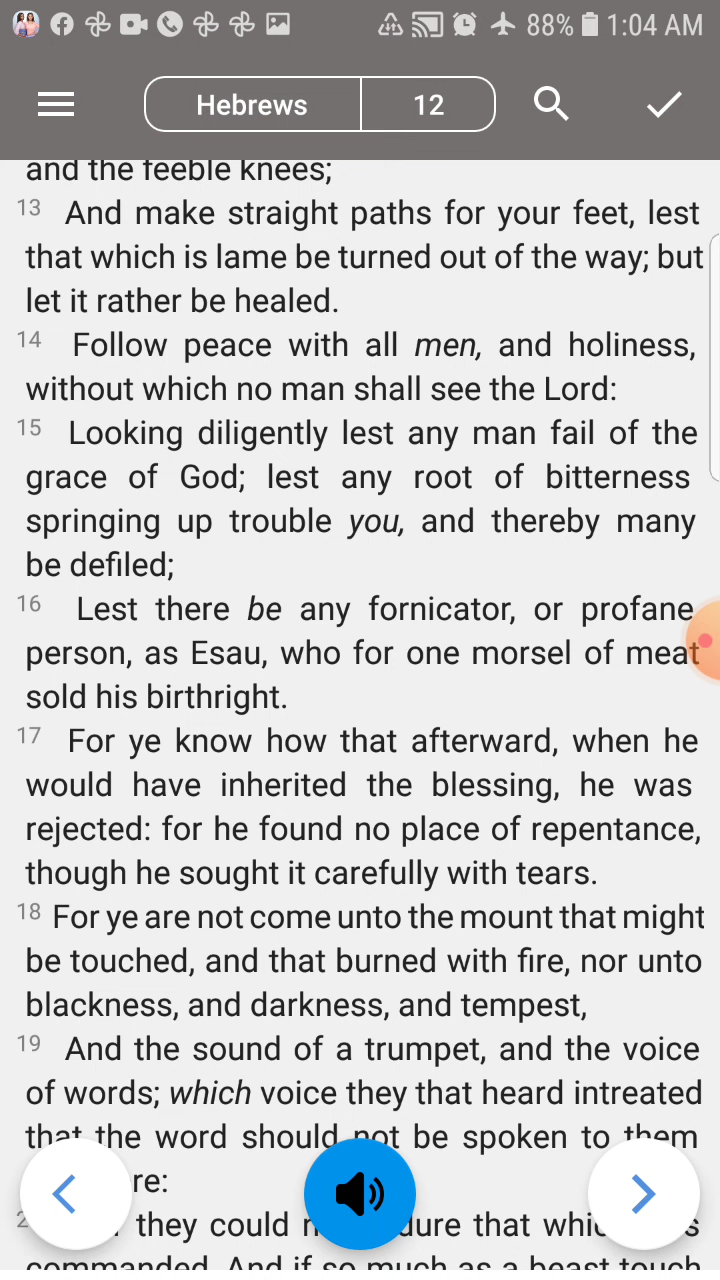 88% 1:04 AM
Hebrews 12
and the feeble knees;
13 And make straight paths for your feet, lest
that which is lame be turned out of the way; but
let it rather be healed.
14 Follow peace with all men, and holiness,
without which no man shall see the Lord:
15 Looking diligently lest any man fail of the
grace of God; lest any root of bitterness
springing up trouble you, and thereby many
be defiled;
16 Lest there be any fornicator, or profane
person, as Esau, who for one morsel of meat
sold his birthright.
17 For ye know how that afterward, when he
would have inherited the blessing, he was
rejected: for he found no place of repentance,
though he sought it carefully with tears.
18 For ye are not come unto the mount that might
be touched, and that burned with fire, nor unto
blackness, and darkness, and tempest,
19 And the sound of a trumpet, and the voice
of words; which voice they that heard intreated
that the word should not be spoken to them
re:
they could dure that
commanded, And if so much as a beast touch